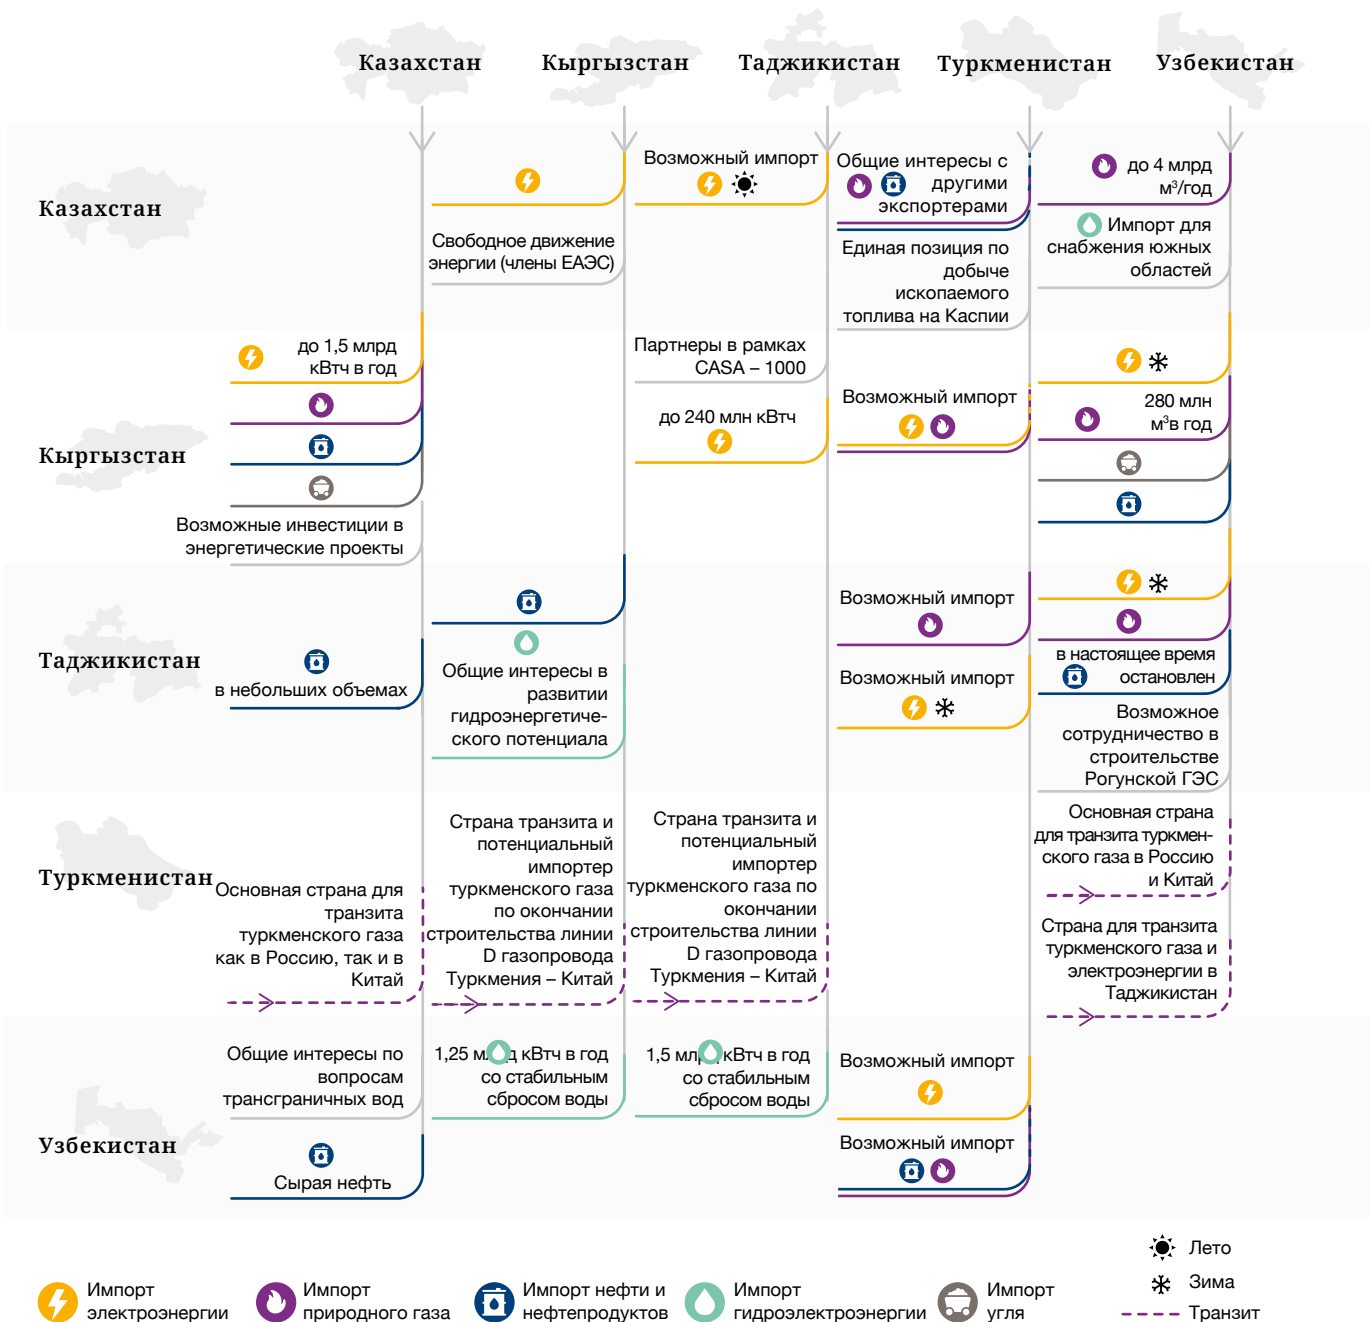 Казахстан
Кыргызстан
Таджикистан
Туркменистан
Узбекистан
Казахстан
Свободное движение
энергии (члены ЕАЭС)
Возможный импорт
Общие интересы с
другими
экспортерами
Единая позиция по
добыче
ископаемого
топлива на Каспии
до 4 млрд
м³/год
Импорт для
снабжения южных
областей
Кыргызстан
до 1,5 млрд
кВтч в год
Возможные инвестиции в
энергетические проекты
Партнеры в рамках
CASA – 1000
до 240 млн кВтч
Возможный импорт
280 млн
м³в год
Таджикистан
в небольших объемах
Общие интересы в
развитии
гидроэнергетиче-
ского потенциала
Возможный импорт
Возможный импорт
в настоящее время
остановлен
Возможное
сотрудничество в
строительстве
Рогунской ГЭС
Туркменистан
Основная страна для
транзита
туркменского газа
как в Россию, так и в
Китай
Страна транзита и
потенциальный
импортер
туркменского газа
по окончании
строительства линии
D газопровода
Туркмения – Китай
Страна транзита и
потенциальный
импортер
туркменского газа по
окончании
строительства линии
D газопровода
Туркмения – Китай
Основная страна
для транзита туркмен-
ского газа в Россию
и Китай
Страна для транзита
туркменского газа и
электроэнергии в
Таджикистан
Узбекистан
Общие интересы по
вопросам
трансграничных вод
Сырая нефть
1,25 млрд кВтч в год
со стабильным
сбросом воды
1,5 млрд кВтч в год
со стабильным
сбросом воды
Возможный импорт
Возможный импорт
Импорт
электроэнергии
Импорт
природного газа
Импорт нефти и
нефтепродуктов
Импорт
гидроэлектроэнергии
Импорт
угля
Лето
Зима
Транзит